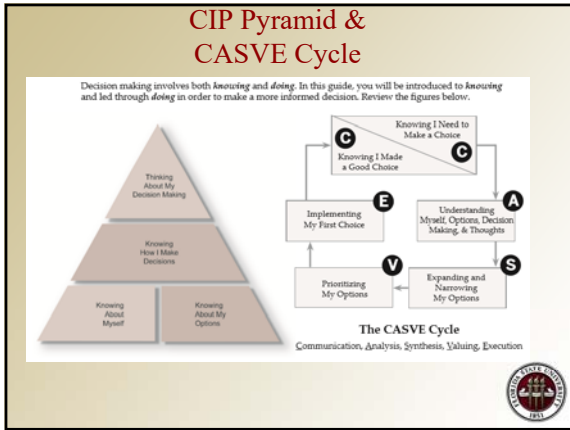 CIP Pyramid &
CASVE Cycle
Decision making involves both knowing and doing. In this guide, you will be introduced to knowing
and led through doing in order to make a more informed decision. Review the figures below.
Thinking
About My
Decision Making
Knowing
How I Make
Decisions
Knowing
About
Myself
Knowing
About My
Options
C
Knowing I Need to
Make a Choice
Knowing I Made
a Good Choice
C
A
Understanding
Myself, Options, Decision
Making, & Thoughts
S
Expanding and
Narrowing
My Options
V
Prioritizing
My Options
E
Implementing
My First Choice
The CASVE Cycle
Communication, Analysis, Synthesis, Valuing, Execution
FLORIDA STATE UNIVERSITY
1851